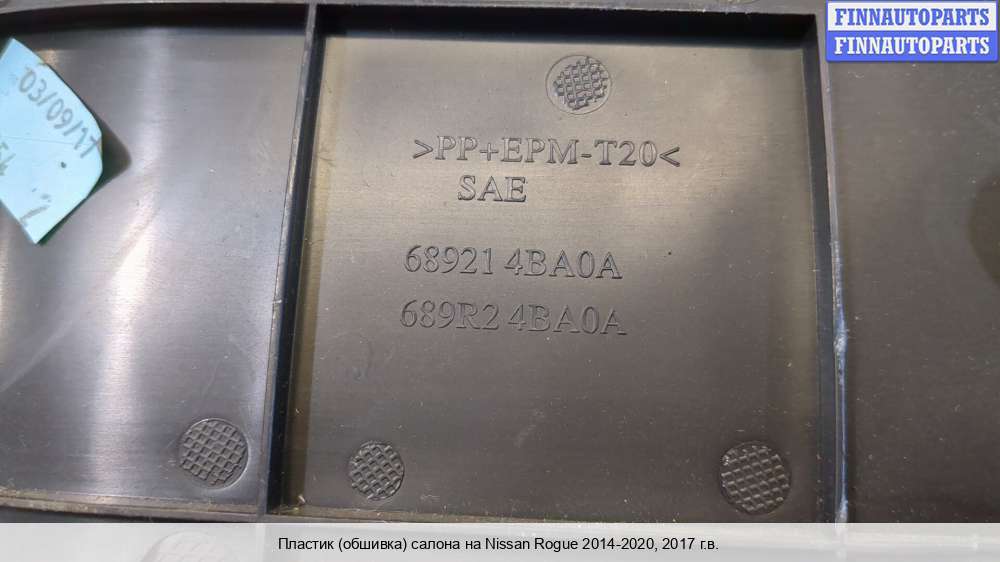 FINNAUTOPARTS
FINNAUTOPARTS
03/09/17
>PP+EPM-T20<
SAE
68921 4BA0A
689R2 4BA0A
Пластик (обшивка) салона на Nissan Rogue 2014-2020, 2017 г.в.